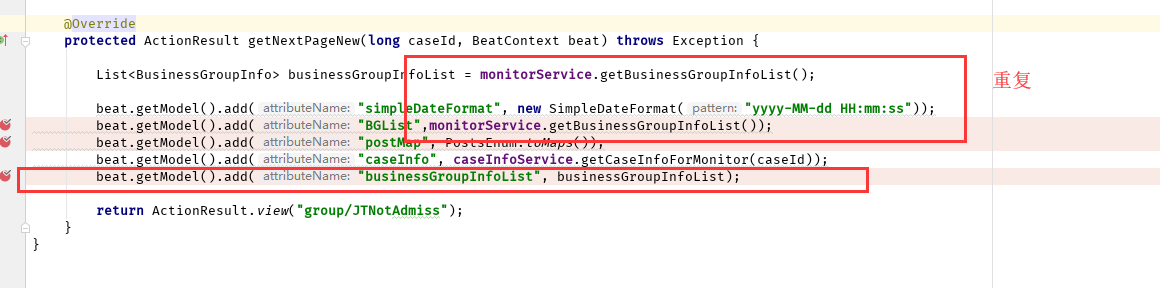 @Override
protected ActionResult getNextPageNew(long caseId, BeatContext beat) throws Exception {
List<BusinessGroupInfo> businessGroupInfoList = monitorService.getBusinessGroupInfoList();
重复
beat.getModel().add( attributeName: "simpleDateFormat", new SimpleDateFormat( pattern: "yyyy-MM-dd HH:mm:ss"));
beat.getModel().add( attributeName: "BGList",monitorService.getBusinessGroupInfoList());
beat.getModel().add( attributeName: "postMap", PostsEnum.toMaps());
beat.getModel().add( attributeName: "caseInfo", caseInfoService.getCaseInfoForMonitor(caseId));
beat.getModel().add( attributeName: "businessGroupInfoList", businessGroupInfoList);
return ActionResult.view("group/JTNotAdmiss");
}
}